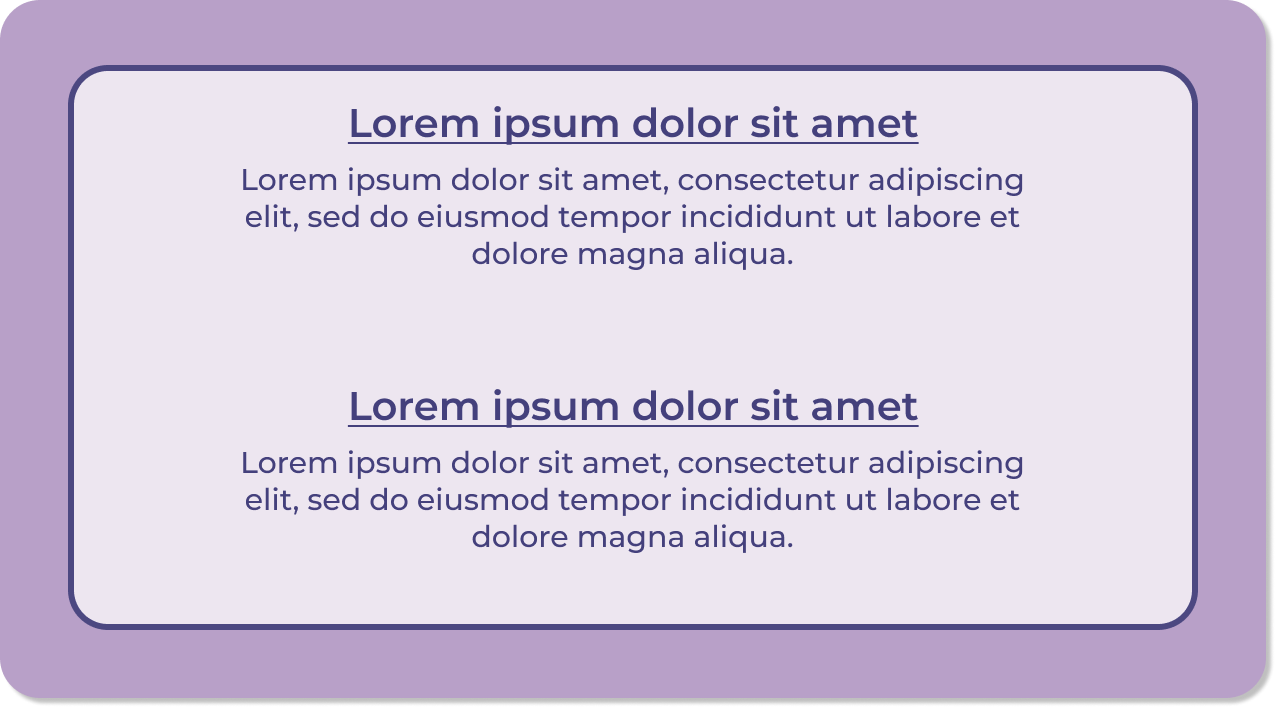 Lorem ipsum dolor sit amet
Lorem ipsum dolor sit amet, consectetur adipiscing
elit, sed do eiusmod tempor incididunt ut labore et
dolore magna aliqua.
Lorem ipsum dolor sit amet
Lorem ipsum dolor sit amet, consectetur adipiscing
elit, sed do eiusmod tempor incididunt ut labore et
dolore magna aliqua.